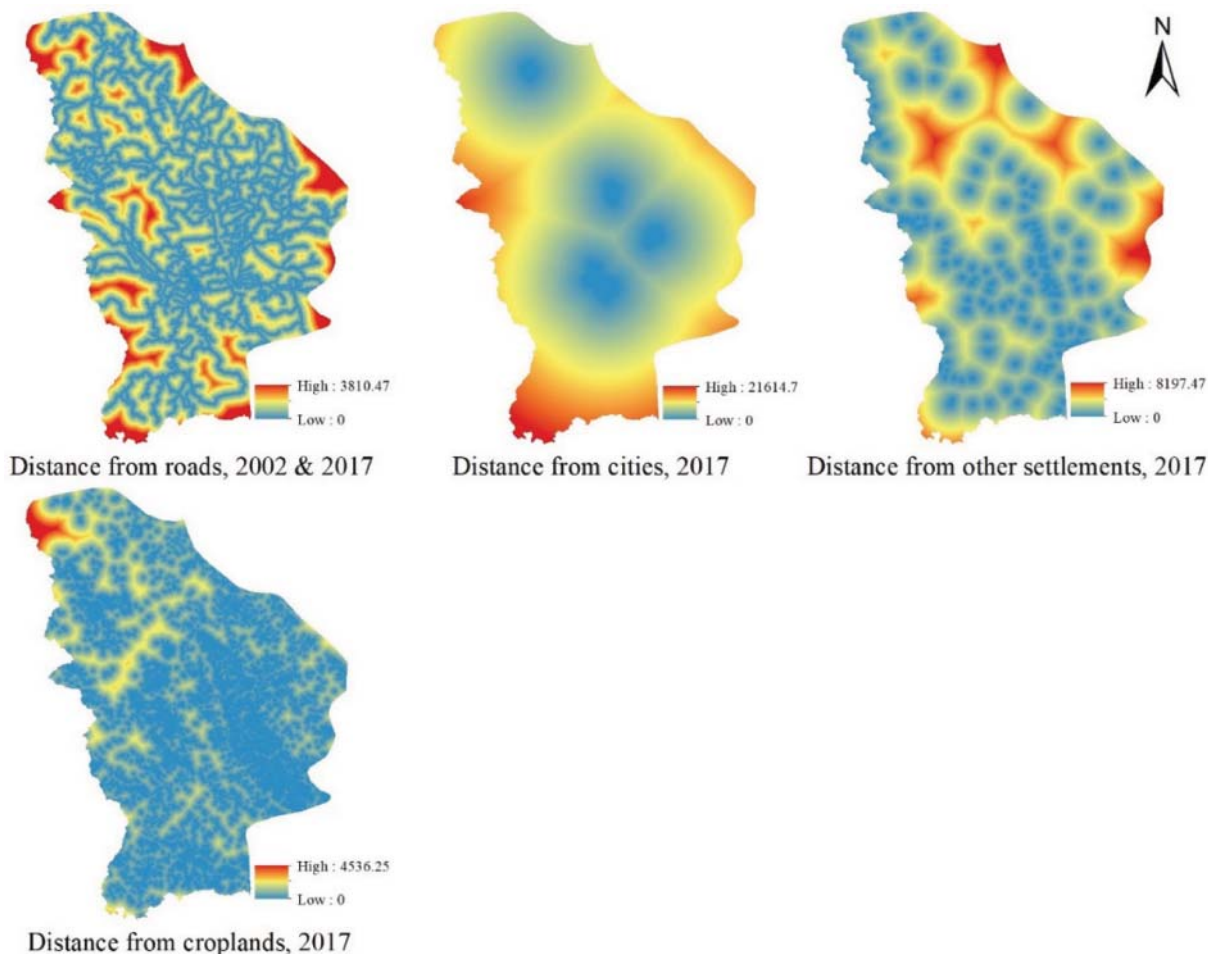 N
High : 3810.47
Low : 0
Distance from roads, 2002 & 2017
High : 21614.7
Low : 0
Distance from cities, 2017
High : 8197.47
Low : 0
Distance from other settlements, 2017
High : 4536.25
Low : 0
Distance from croplands, 2017